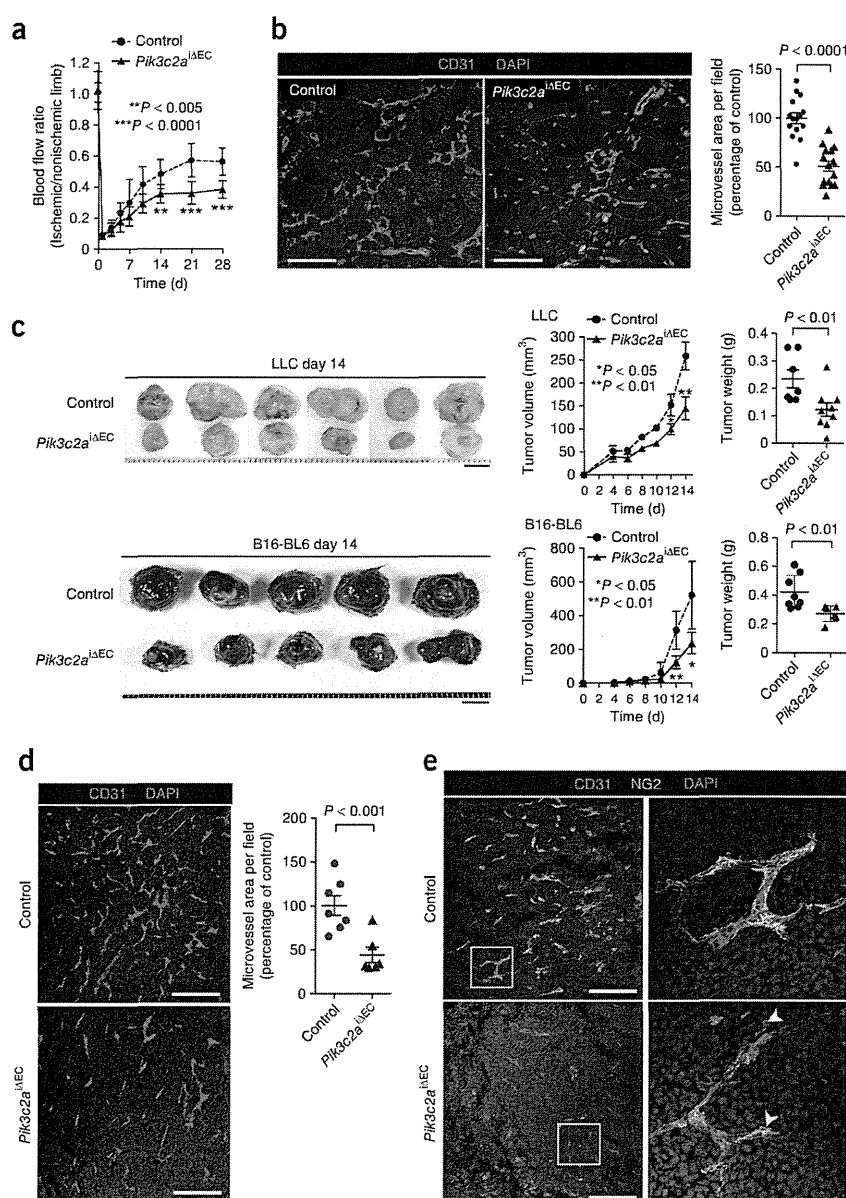 a
Control
Pik3c2a iΔEC
Blood flow ratio
(Ischemic/nonischemic limb)
1.2
1.0
0.8
0.6
0.4
0.2
0
**P < 0.005
***P < 0.0001
** *** ***
0 7 14 21 28
Time (d)
b
CD31 DAPI
Control
Pik3c2a iΔEC
P < 0.0001
Microvessel area per field
(percentage of control)
150
100
50
0
Control
Pik3c2a iΔEC
c
LLC day 14
Control
Pik3c2a iΔEC
LLC
Control
Pik3c2a iΔEC
Tumor volume (mm³)
300
250
200
150
100
50
0
*P < 0.05
**P < 0.01
**
0 2 4 6 8 10 12 14
Time (d)
P < 0.01
Tumor weight (g)
0.4
0.3
0.2
0.1
0
Control
Pik3c2a iΔEC
B16-BL6 day 14
Control
Pik3c2a iΔEC
B16-BL6
Control
Pik3c2a iΔEC
Tumor volume (mm³)
800
600
400
200
0
*P < 0.05
**P < 0.01
** *
0 2 4 6 8 10 12 14
Time (d)
P < 0.01
Tumor weight (g)
0.8
0.6
0.4
0.2
0
Control
Pik3c2a iΔEC
d
CD31 DAPI
Control
Pik3c2a iΔEC
P < 0.001
Microvessel area per field
(percentage of control)
200
150
100
50
0
Control
Pik3c2a iΔEC
e
CD31 NG2 DAPI
Control
Pik3c2a iΔEC